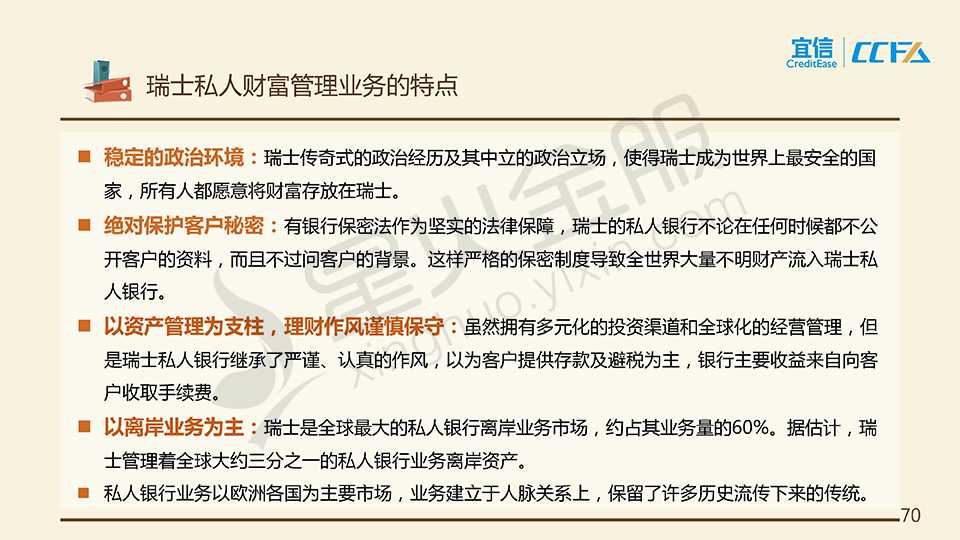 宜信
CreditEase
CCFA
瑞士私人财富管理业务的特点
稳定的政治环境：瑞士传奇式的政治经历及其中立的政治立场，使得瑞士成为世界上最安全的国
家，所有人都愿意将财富存放在瑞士。
绝对保护客户秘密：有银行保密法作为坚实的法律保障，瑞士的私人银行不论在任何时候都不公
开客户的资料，而且不过问客户的背景。这样严格的保密制度导致全世界大量不明财产流入瑞士私
人银行。
以资产管理为支柱，理财作风谨慎保守：虽然拥有多元化的投资渠道和全球化的经营管理，但
是瑞士私人银行继承了严谨、认真的作风，以为客户提供存款及避税为主，银行主要收益来自向客
户收取手续费。
以离岸业务为主：瑞士是全球最大的私人银行离岸业务市场，约占其业务量的60%。据估计，瑞
士管理着全球大约三分之一的私人银行业务离岸资产。
私人银行业务以欧洲各国为主要市场，业务建立于人脉关系上，保留了许多历史流传下来的传统。
70
星火金服
xinghuo.yixin.com